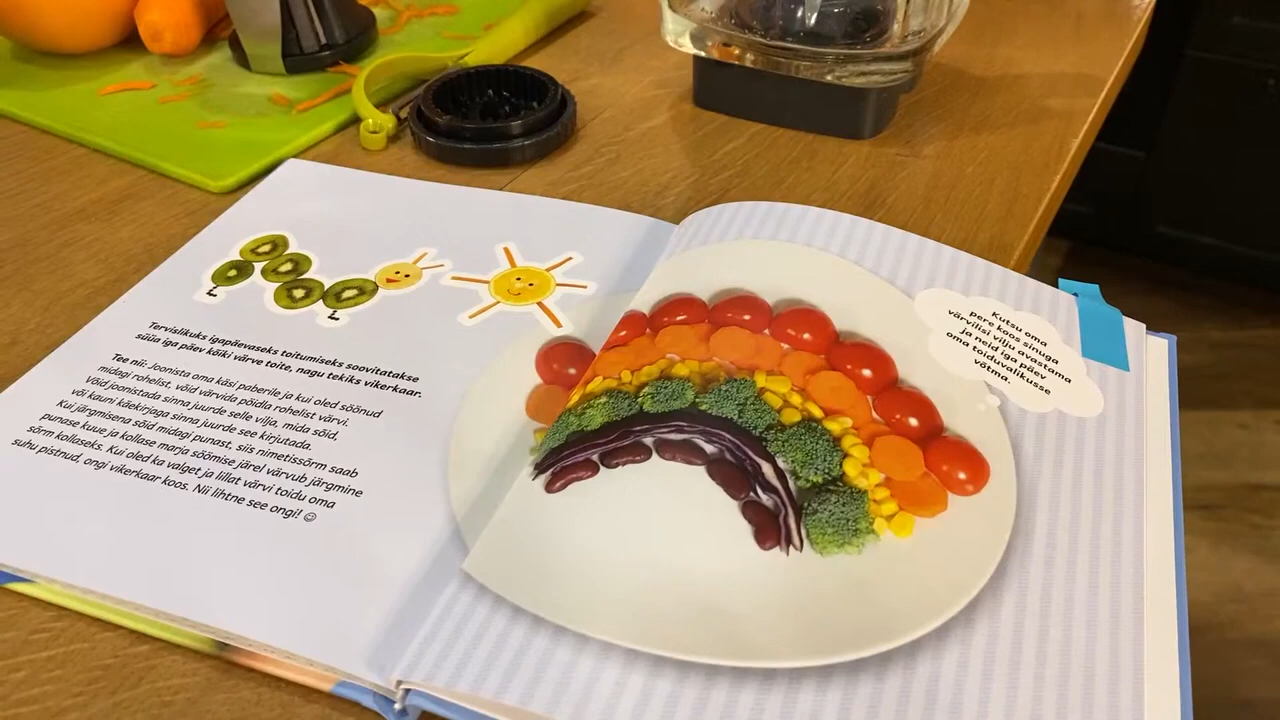 Tervislikuks igapäevaseks toitumiseks soovitatakse
süüa iga päev kõiki värve toite, nagu tekiks vikerkaar.
Tee nii: Joonista oma käsi paberile ja kui oled söönud
midagi rohelist, võid värvida pöidla rohelist värvi.
Võid joonistada sinna juurde selle vilja, mida sõid,
või kauni käekirjaga sinna juurde see kirjutada.
Kui järgmisena sõid midagi punast, siis nimetissõrm saab
punase kuue ja kollase marja söömise järel värvub järgmine
sõrm kollaseks. Kui oled ka valget ja lillat värvi toidu oma
suhu pistnud, ongi vikerkaar koos. Nii lihtne see ongi! ☺
Kutsu oma
pere koos sinuga
värvilisi vilju avastama
ja neid iga päev
oma toiduvalikusse
võtma.